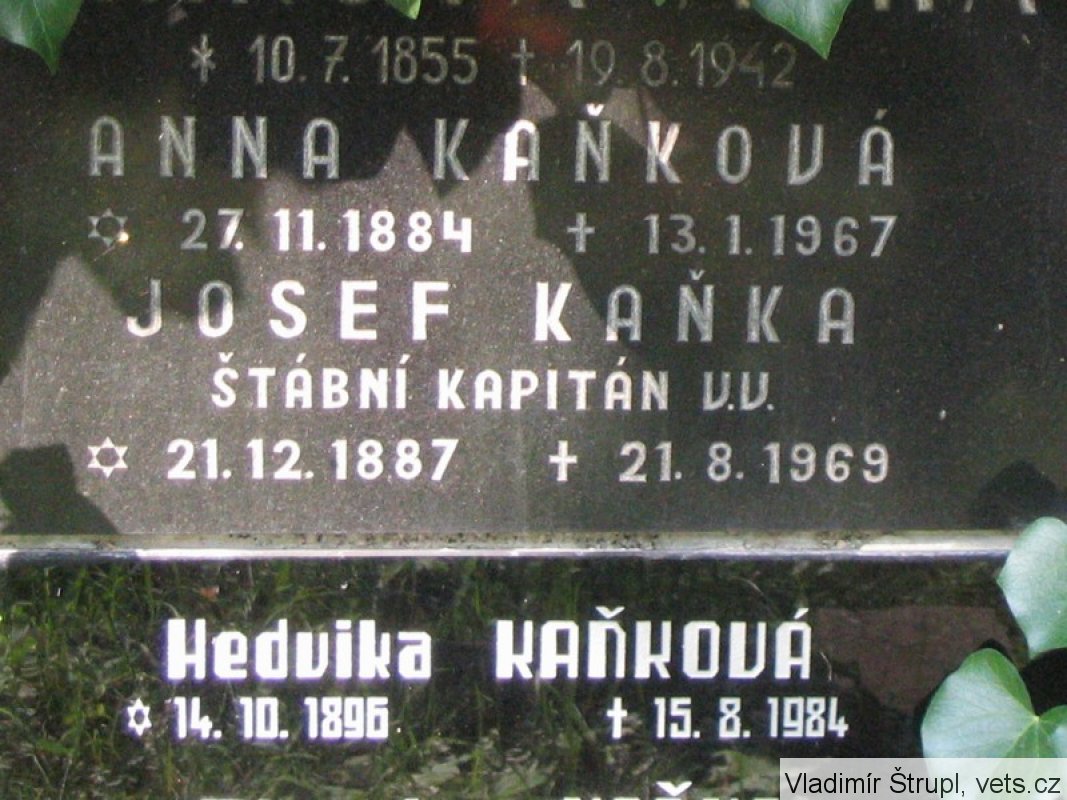 * 10. 7. 1855 † 19. 8. 1942
ANNA KAŇKOVÁ
✡ 27. 11. 1884 † 13. 1. 1967
JOSEF KAŇKA
ŠTÁBNÍ KAPITÁN V.V.
✡ 21. 12. 1887 † 21. 8. 1969
Hedvika KAŇKOVÁ
✡ 14. 10. 1896 † 15. 8. 1984
Vladimír Štrupl, vets.cz